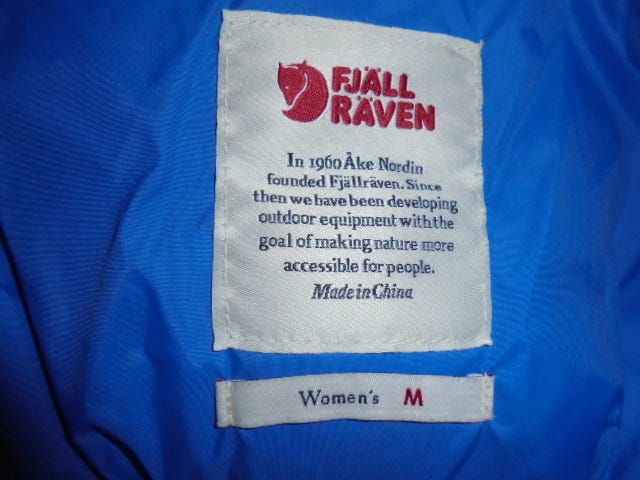 FJÄLL
RÄVEN
In 1960 Åke Nordin
founded Fjällräven. Since
then we have been developing
outdoor equipment with the
goal of making nature more
accessible for people.
Made in China
Women's M